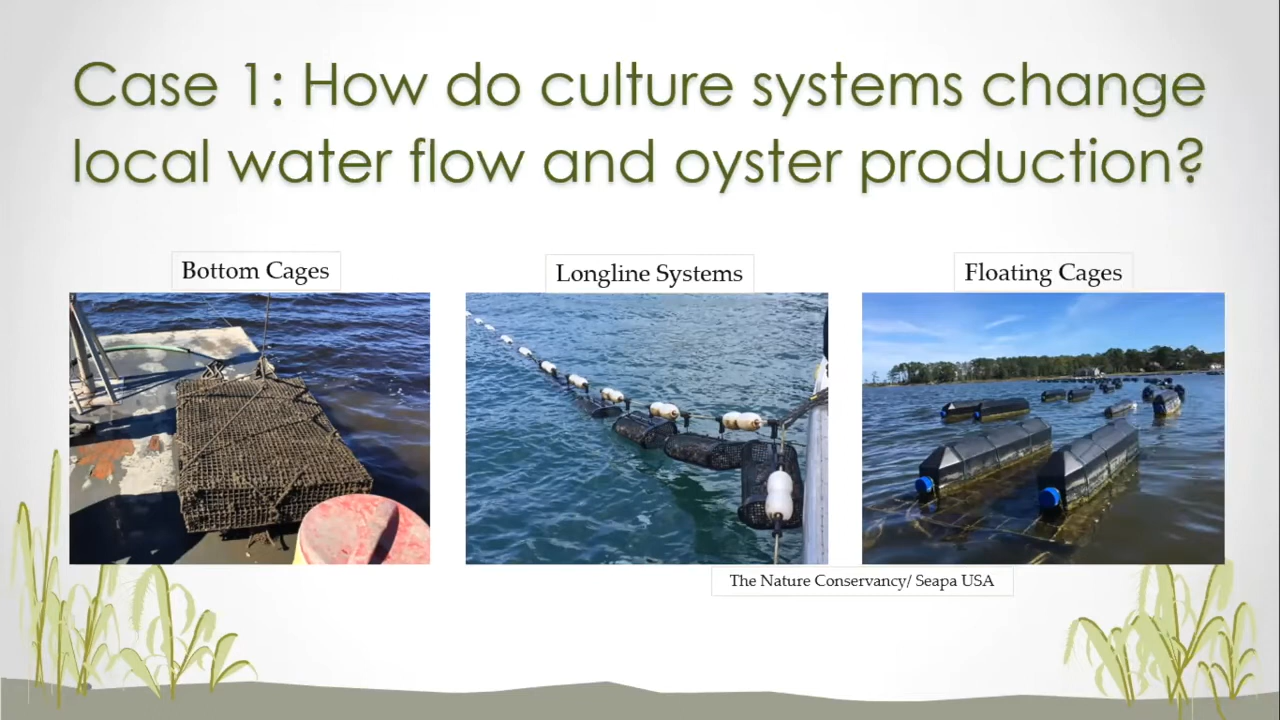 Case 1: How do culture systems change
local water flow and oyster production?
Bottom Cages
Longline Systems
Floating Cages
The Nature Conservancy/ Seapa USA